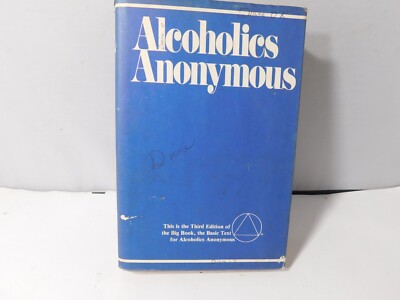 Alcoholics
Anonymous
This is the Third Edition of
the Big Book, the Basic Text
for Alcoholics Anonymous